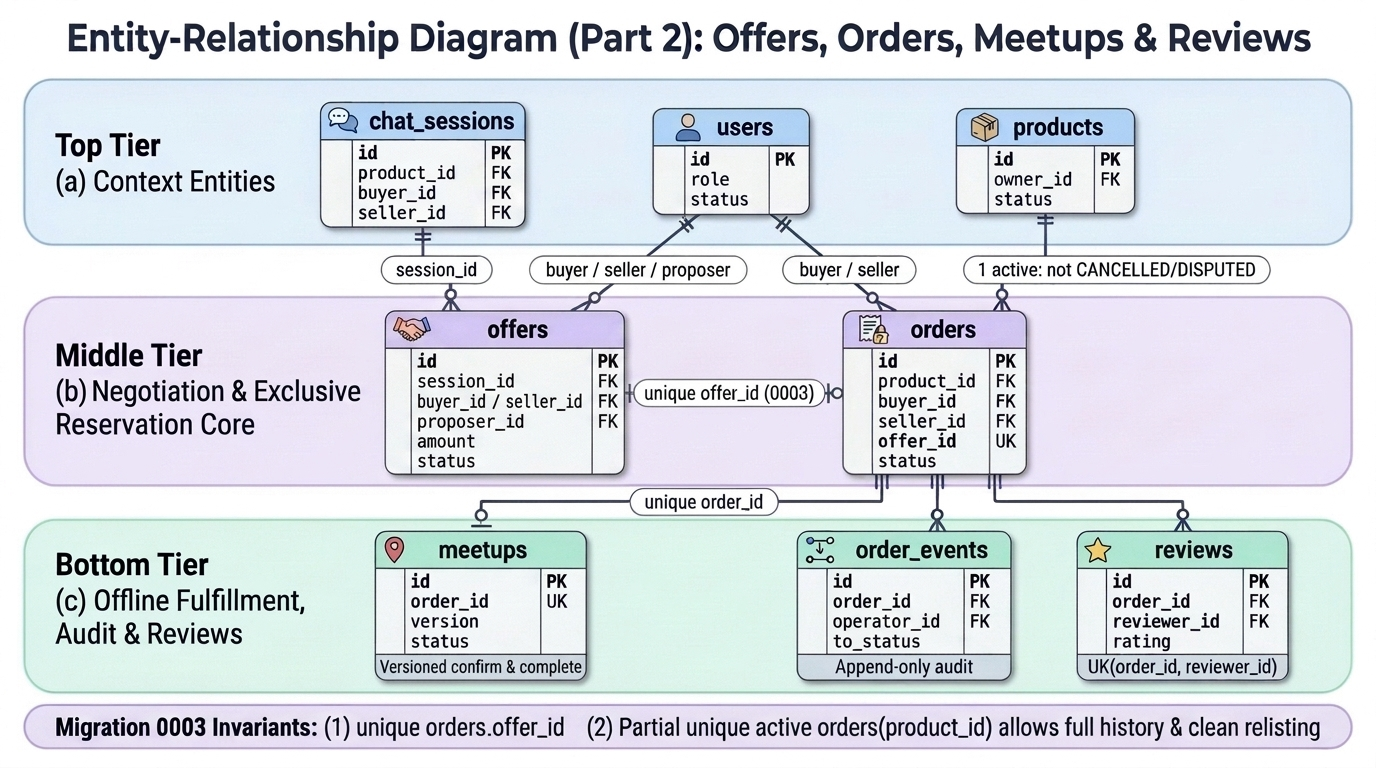 Entity-Relationship Diagram (Part 2): Offers, Orders, Meetups & Reviews
Top Tier
(a) Context Entities
chat_sessions
id PK
product_id FK
buyer_id FK
seller_id FK
users
id PK
role
status
products
id PK
owner_id FK
status
session_id
buyer / seller / proposer
buyer / seller
1 active: not CANCELLED/DISPUTED
Middle Tier
(b) Negotiation & Exclusive
Reservation Core
offers
id PK
session_id FK
buyer_id / seller_id FK
proposer_id FK
amount
status
unique offer_id (0003)
orders
id PK
product_id FK
buyer_id FK
seller_id FK
offer_id UK
status
unique order_id
Bottom Tier
(c) Offline Fulfillment,
Audit & Reviews
meetups
id PK
order_id UK
version
status
Versioned confirm & complete
order_events
id PK
order_id FK
operator_id FK
to_status
Append-only audit
reviews
id PK
order_id FK
reviewer_id FK
rating
UK(order_id, reviewer_id)
Migration 0003 Invariants: (1) unique orders.offer_id (2) Partial unique active orders(product_id) allows full history & clean relisting